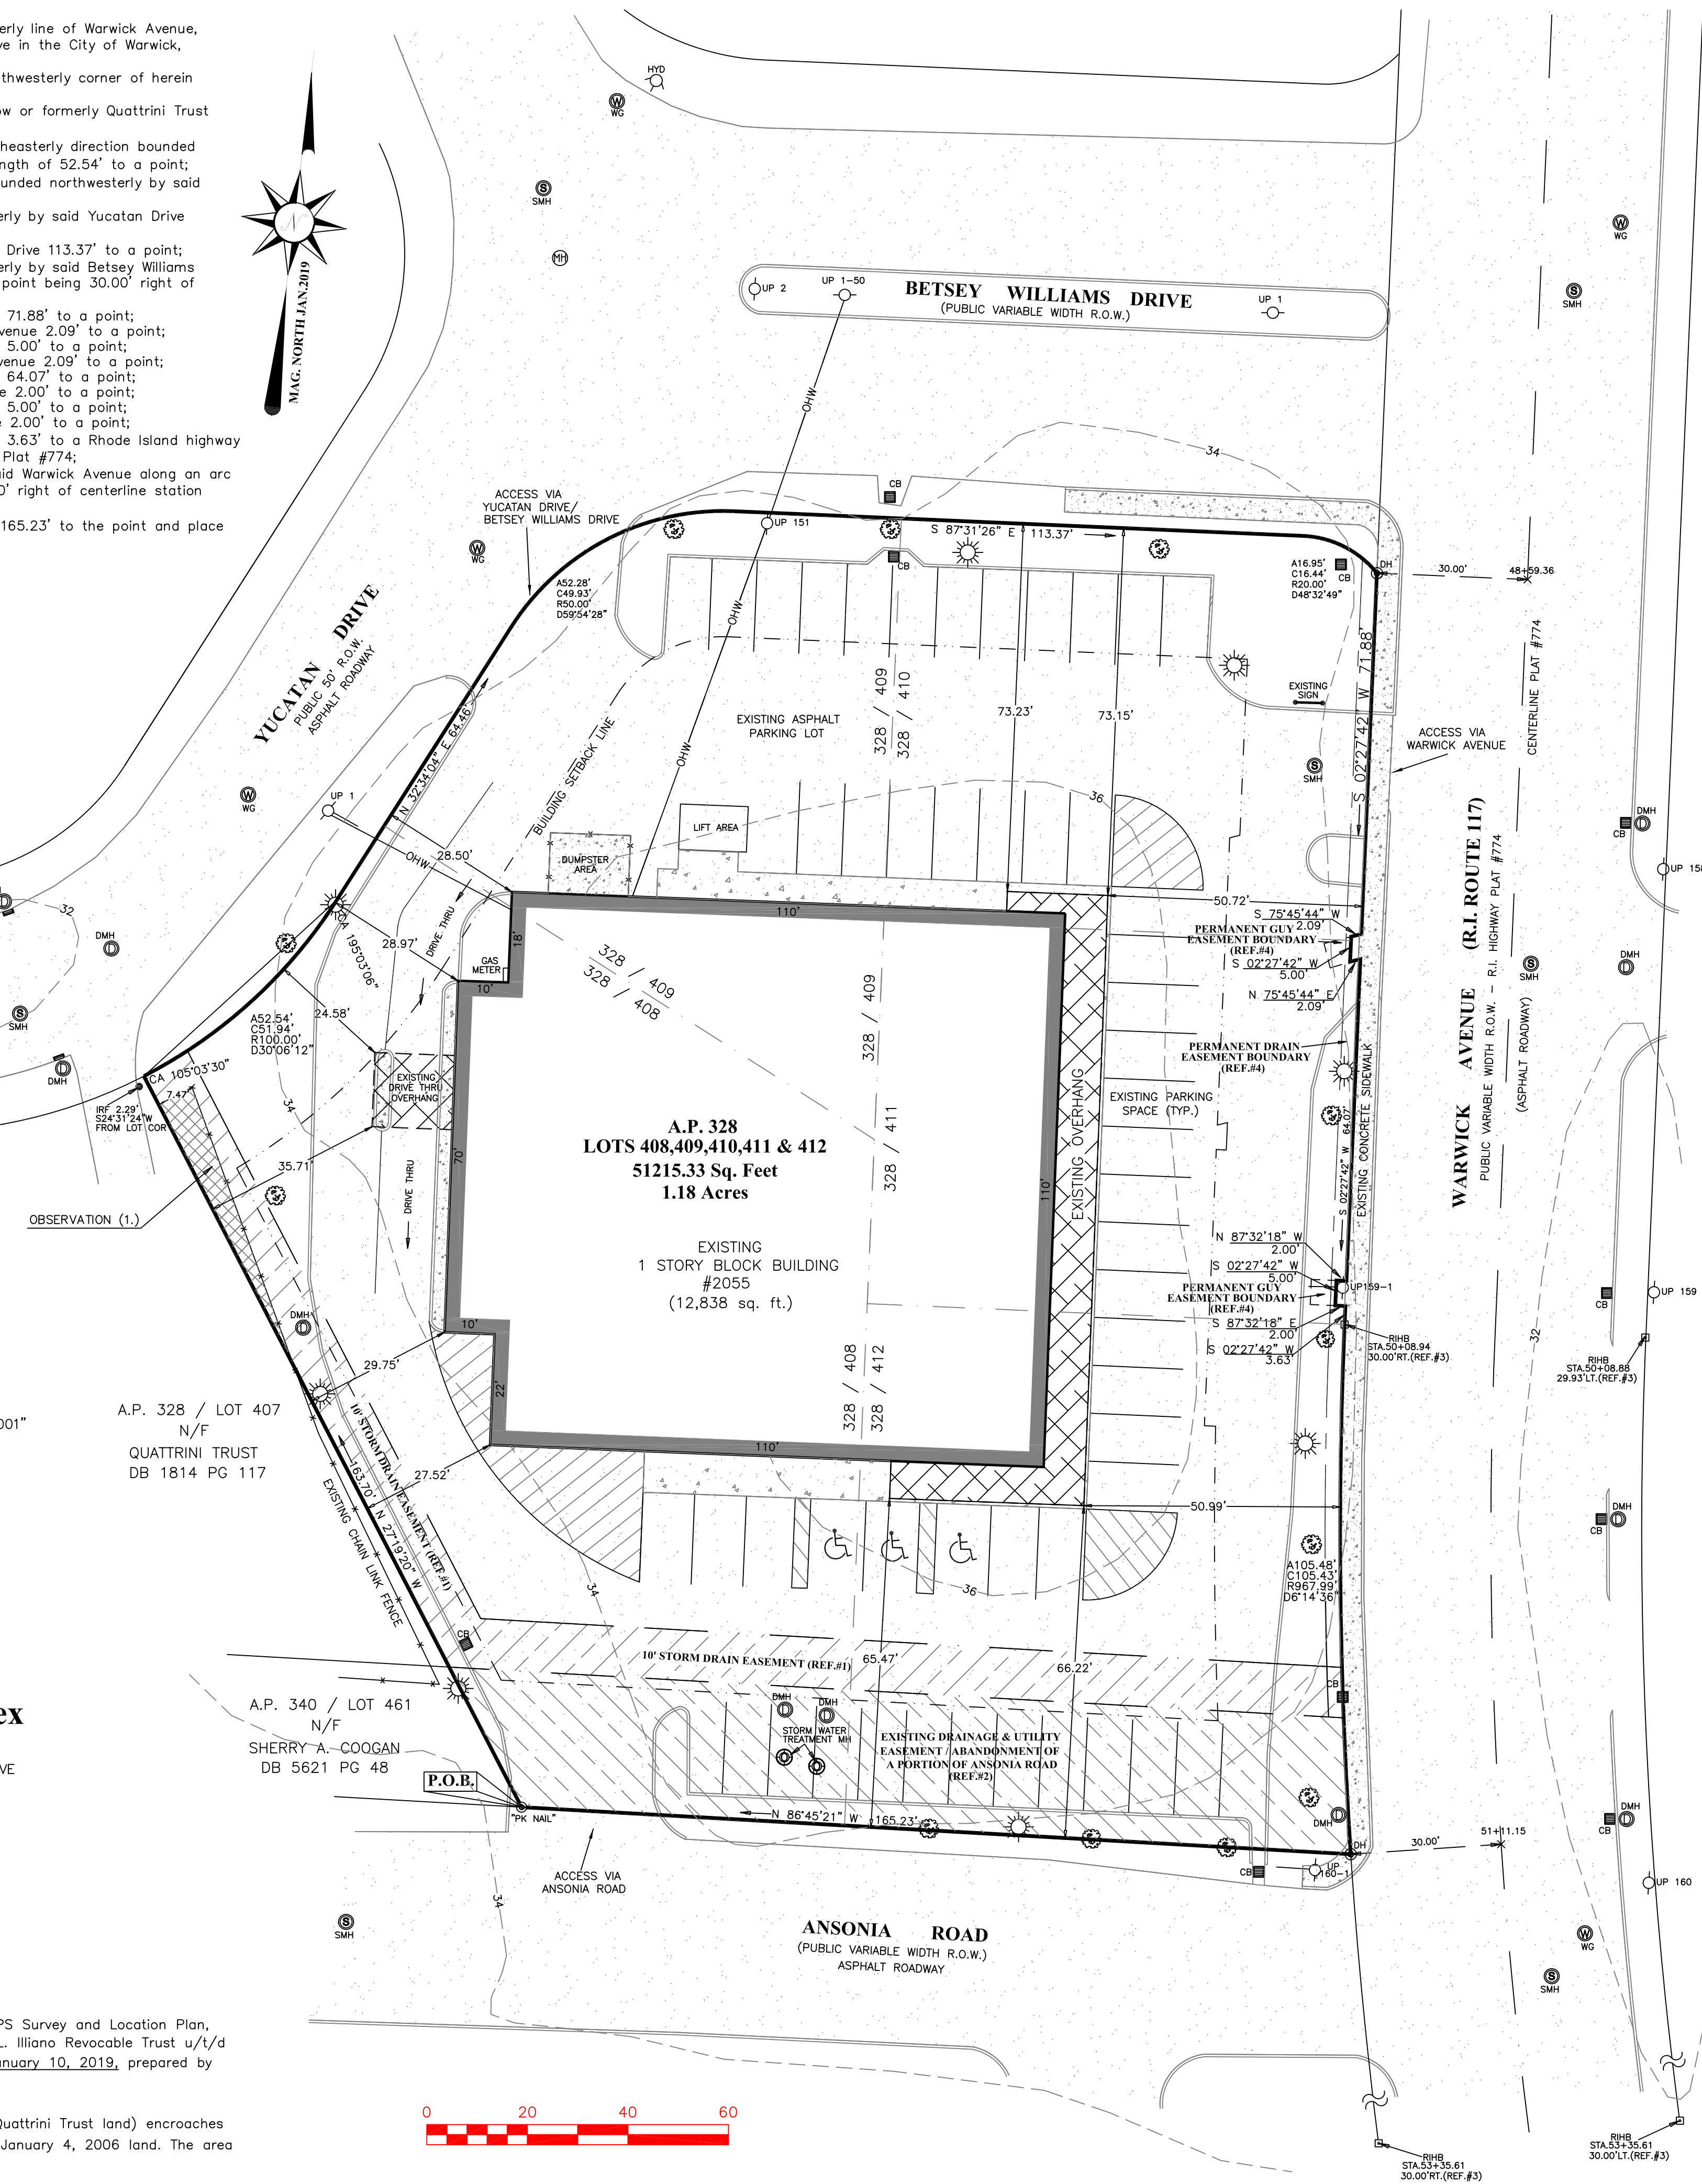 erly line of Warwick Avenue,
ve in the City of Warwick,
thwesterly corner of herein
ow or formerly Quattrini Trust
heasterly direction bounded
ngth of 52.54' to a point;
ounded northwesterly by said
erly by said Yucatan Drive
Drive 113.37' to a point;
erly by said Betsey Williams
point being 30.00' right of
71.88' to a point;
venue 2.09' to a point;
5.00' to a point;
venue 2.09' to a point;
64.07' to a point;
e 2.00' to a point;
5.00' to a point;
e 2.00' to a point;
3.63' to a Rhode Island highway
Plat #774;
aid Warwick Avenue along an arc
0' right of centerline station
165.23' to the point and place
MAG. NORTH JAN.2019
HYD
WG
SMH
MH
UP 2
UP 1-50
BETSEY WILLIAMS DRIVE
(PUBLIC VARIABLE WIDTH R.O.W.)
UP 1
WG
SMH
OHW
34
ACCESS VIA
YUCATAN DRIVE/
BETSEY WILLIAMS DRIVE
CB
UP 151
S 87°31'26" E 113.37'
CB
WG
A52.28'
C49.93'
R50.00'
D59°54'28"
A16.95'
C16.44'
R20.00'
D48°32'49"
CB
DH
30.00'
48+59.36
YUCATAN DRIVE
PUBLIC 50' R.O.W.
ASPHALT ROADWAY
OHW
N 32°34'04" E 64.46'
BUILDING SETBACK LINE
OHW
EXISTING ASPHALT
PARKING LOT
328 / 409
328 / 410
73.23'
73.15'
EXISTING
SIGN
S 02°27'42" W 71.88'
ACCESS VIA
WARWICK AVENUE
CENTERLINE PLAT #774
SMH
WG
UP 1
36
LIFT AREA
DUMPSTER
AREA
OHW
28.50'
DRIVE THRU
DMH
CB
UP 158
WARWICK AVENUE (R.I. ROUTE 117)
PUBLIC VARIABLE WIDTH R.O.W. - R.I. HIGHWAY PLAT #774
(ASPHALT ROADWAY)
32
DMH
SMH
DMH
CA 195°03'06"
28.97'
18'
110'
GAS
METER
10'
50.72'
S 75°45'44" W
2.09'
PERMANENT GUY
EASEMENT BOUNDARY
(REF.#4)
S 02°27'42" W
5.00'
N 75°45'44" E
2.09'
SMH
DMH
328 / 409
328 / 408
328 / 409
328 / 411
A52.54'
C51.94'
R100.00'
D30°06'12"
24.58'
CA 105°03'30"
7.47'
IRF 2.29'
S24°31'24"W
FROM LOT COR
EXISTING
DRIVE THRU
OVERHANG
PERMANENT DRAIN
EASEMENT BOUNDARY
(REF.#4)
EXISTING PARKING
SPACE (TYP.)
EXISTING OVERHANG
EXISTING CONCRETE SIDEWALK
S 02°27'42" W 64.07'
A.P. 328
LOTS 408,409,410,411 & 412
51215.33 Sq. Feet
1.18 Acres
35.71'
70'
110'
DRIVE THRU
OBSERVATION (1.)
EXISTING
1 STORY BLOCK BUILDING
#2055
(12,838 sq. ft.)
N 87°32'18" W
2.00'
S 02°27'42" W
5.00'
PERMANENT GUY
EASEMENT BOUNDARY
(REF.#4)
S 87°32'18" E
2.00'
S 02°27'42" W
3.63'
UP159-1
RIHB
STA.50+08.94
30.00'RT.(REF.#3)
CB
UP 159
RIHB
STA.50+08.88
29.93'LT.(REF.#3)
32
DMH
10'
29.75'
22'
328 / 408
328 / 412
110'
A.P. 328 / LOT 407
N/F
QUATTRINI TRUST
DB 1814 PG 117
001"
10' STORM DRAIN EASEMENT (REF.#1)
163.70' N 27°19'20" W
EXISTING CHAIN LINK FENCE
27.52'
34
34
36
50.99'
A105.48'
C105.43'
R967.99'
D6°14'36"
DMH
CB
CB
10' STORM DRAIN EASEMENT (REF.#1)
65.47'
66.22'
CB
ex
VE
A.P. 340 / LOT 461
N/F
SHERRY A. COOGAN
DB 5621 PG 48
P.O.B.
"PK NAIL"
DMH
DMH
STORM WATER
TREATMENT MH
EXISTING DRAINAGE & UTILITY
EASEMENT / ABANDONMENT OF
A PORTION OF ANSONIA ROAD
(REF.#2)
N 86°45'21" W 165.23'
DMH
DH
30.00'
51+11.15
DMH
CB
CB
UP
160-1
UP 160
ACCESS VIA
ANSONIA ROAD
34
SMH
ANSONIA ROAD
(PUBLIC VARIABLE WIDTH R.O.W.)
ASPHALT ROADWAY
WG
SMH
PS Survey and Location Plan,
L. Illiano Revocable Trust u/t/d
anuary 10, 2019, prepared by
Quattrini Trust land) encroaches
January 4, 2006 land. The area
0 20 40 60
RIHB
STA.53+35.61
30.00'RT.(REF.#3)
RIHB
STA.53+35.61
30.00'LT.(REF.#3)